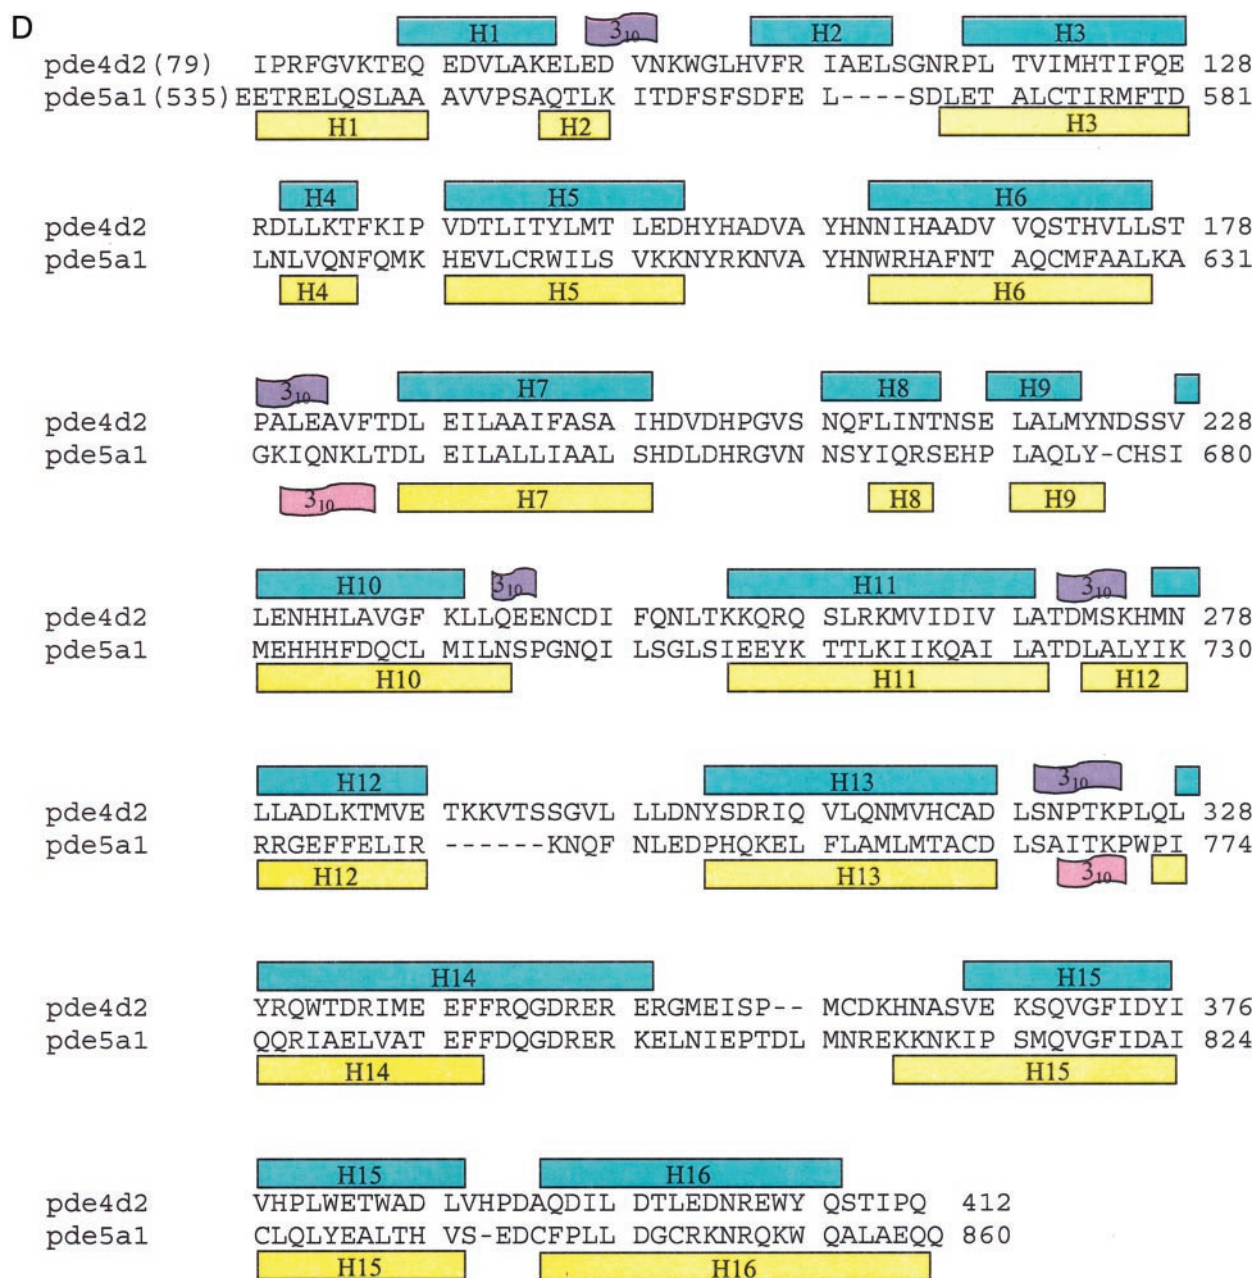 D
H1 3₁₀ H2 H3
pde4d2(79) IPRFGVKTEQ EDVLAKELED VNKWGLHVFR IAELSGNRPL TVIMHTIFQE 128
pde5a1(535)EETRELQSLAA AVVPSAQTLK ITDFSFSDFE L----SDLET ALCTIRMFTD 581
H1 H2 H3
H4 H5 H6
pde4d2 RDLLKTFKIP VDTLITYLMT LEDHYHADVA YHNNIHAADV VQSTHVLLST 178
pde5a1 LNLVQNFQMK HEVLCRWILS VKKNYRKNVA YHNWRHAFNT AQCMFAALKA 631
H4 H5 H6
3₁₀ H7 H8 H9
pde4d2 PALEAVFTDL EILAAIFASA IHDVDHPGVS NQFLINTNSE LALMYNDSSV 228
pde5a1 GKIQNKLTDL EILALLIAAL SHDLDHRGVN NSYIQRSEHP LAQLY-CHSI 680
3₁₀ H7 H8 H9
H10 3₁₀ H11 3₁₀
pde4d2 LENHHLAVGF KLLQEENCDI FQNLTKKQRQ SLRKMVIDIV LATDMSKHMN 278
pde5a1 MEHHHFDQCL MILNSPGNQI LSGLSIEEYK TTLKIIKQAI LATDLALYIK 730
H10 H11 H12
H12 H13 3₁₀
pde4d2 LLADLKTMVE TKKVTSSGVL LLDNYSDRIQ VLQNMVHCAD LSNPTKPLQL 328
pde5a1 RRGEFFELIR ------KNQF NLEDPHQKEL FLAMLMTACD LSAITKPWPI 774
H12 H13 3₁₀
H14 H15
pde4d2 YRQWTDRIME EFFRQGDRER ERGMEISP-- MCDKHNASVE KSQVGFIDYI 376
pde5a1 QQRIAELVAT EFFDQGDRER KELNIEPTDL MNREKKNKIP SMQVGFIDAI 824
H14 H15
H15 H16
pde4d2 VHPLWETWAD LVHPDAQDIL DTLEDNREWY QSTIPQ 412
pde5a1 CLQLYEALTH VS-EDCFPLL DGCRKNRQKW QALAEQQ 860
H15 H16